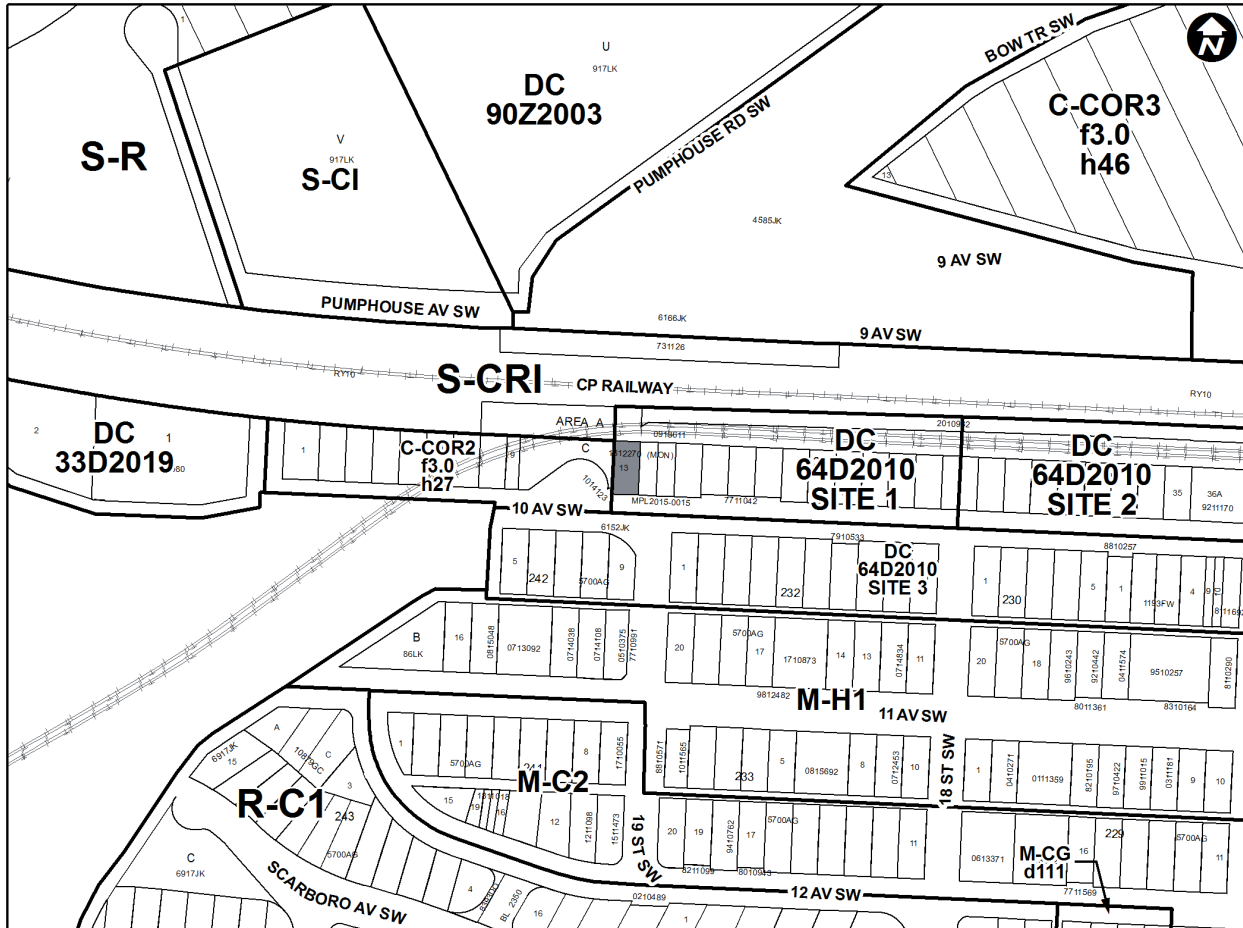 1
U
917LK
DC
90Z2003
BOW TR SW
N
C-COR3
f3.0
h46
S-R
V
917LK
S-CI
PUMPHOUSE RD SW
13
4585JK
9 AV SW
PUMPHOUSE AV SW
6166JK
731126
9 AV SW
RY10
S-CRI
CP RAILWAY
RY10
AREA A
2
DC
33D2019
1
1
C-COR2
f3.0
h27
9
C
1014123
13
(MON)
MPL2015-0015
7711042
DC
64D2010
SITE 1
DC
64D2010
SITE 2
35
36A
9211170
10 AV SW
6152JK
7910533
8810257
5
242
5700AG
9
1
232
DC
64D2010
SITE 3
1
230
5
1
1193FW
4
9
B
86LK
16
0815048
0713092
0714038
0714108
0510375
7710991
20
5700AG
17
1710873
14
13
0714834
11
20
5700AG
18
9610243
9210442
0411574
9510257
8110290
9812482
M-H1
11 AV SW
8011361
8310164
A
6917JK
15
10879GC
C
3
R-C1
243
5700AG
1
5700AG
8
1710055
M-C2
8810571
1011565
233
5
0815692
8
0712453
10
18 ST SW
1
0410271
0111359
8210195
9710422
9911015
0311181
9
10
15
19
16
12
1211098
1511473
19 ST SW
20
19
9410762
17
5700AG
11
8211099
8010913
0613371
16
229
5700AG
11
M-CG
d111
7711569
C
6917JK
SCARBORO AV SW
4
BL 2350
16
0210489
1
12 AV SW